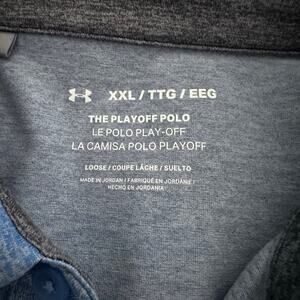 XXL / TTG / EEG
THE PLAYOFF POLO
LE POLO PLAY-OFF
LA CAMISA POLO PLAYOFF
LOOSE / COUPE LÂCHE / SUELTO
MADE IN JORDAN / FABRIQUÉ EN JORDANIE /
HECHO EN JORDANIA